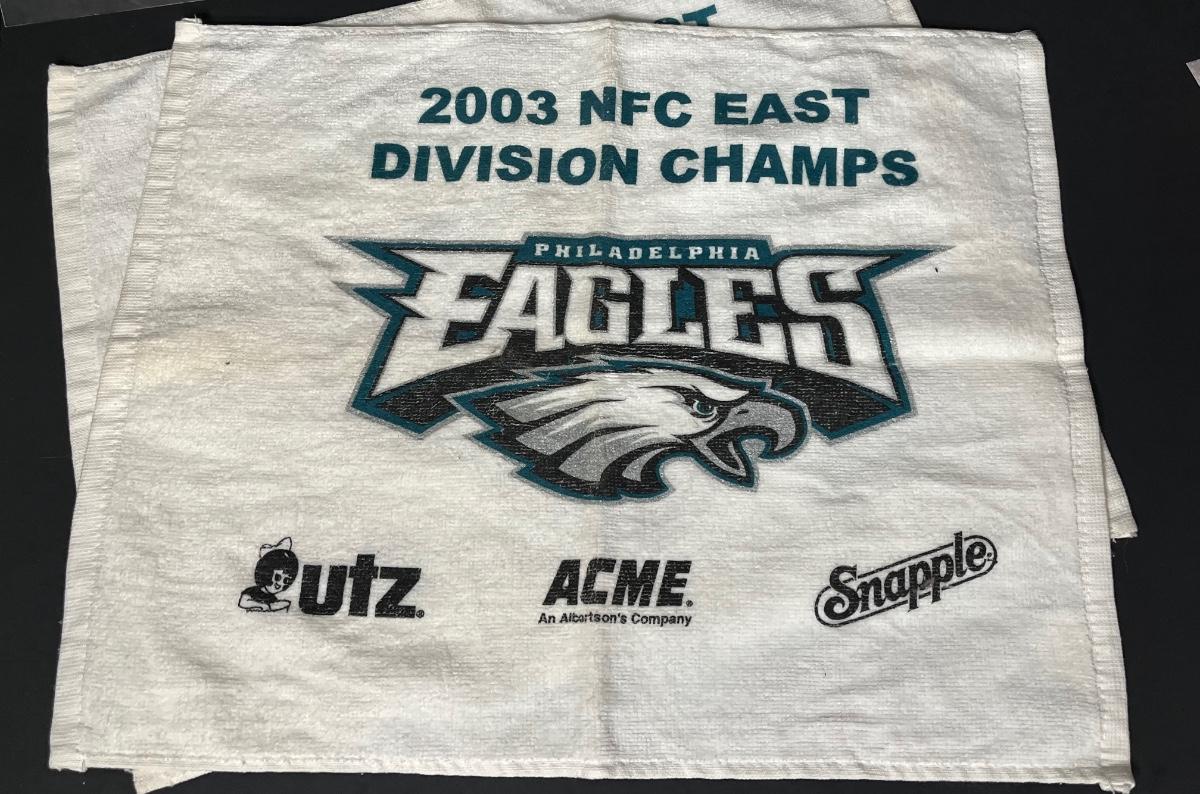 2003 NFC EAST
DIVISION CHAMPS
PHILADELPHIA
EAGLES
utz®
ACME®
An Albertson's Company
Snapple